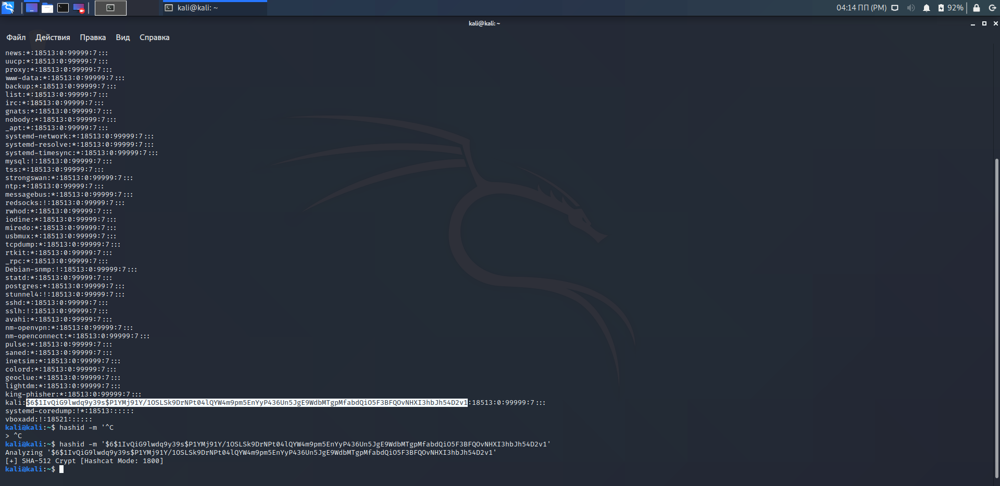 kali@kali: ~
04:14 ПП (PM)
92%
kali@kali: ~
Файл Действия Правка Вид Справка
news:*:18513:0:99999:7:::
uucp:*:18513:0:99999:7:::
proxy:*:18513:0:99999:7:::
www-data:*:18513:0:99999:7:::
backup:*:18513:0:99999:7:::
list:*:18513:0:99999:7:::
irc:*:18513:0:99999:7:::
gnats:*:18513:0:99999:7:::
nobody:*:18513:0:99999:7:::
_apt:*:18513:0:99999:7:::
systemd-network:*:18513:0:99999:7:::
systemd-resolve:*:18513:0:99999:7:::
systemd-timesync:*:18513:0:99999:7:::
mysql:!:18513:0:99999:7:::
tss:*:18513:0:99999:7:::
strongswan:*:18513:0:99999:7:::
ntp:*:18513:0:99999:7:::
messagebus:*:18513:0:99999:7:::
redsocks:!:18513:0:99999:7:::
rwhod:*:18513:0:99999:7:::
iodine:*:18513:0:99999:7:::
miredo:*:18513:0:99999:7:::
usbmux:*:18513:0:99999:7:::
tcpdump:*:18513:0:99999:7:::
rtkit:*:18513:0:99999:7:::
_rpc:*:18513:0:99999:7:::
Debian-snmp:!:18513:0:99999:7:::
statd:*:18513:0:99999:7:::
postgres:*:18513:0:99999:7:::
stunnel4:!:18513:0:99999:7:::
sshd:*:18513:0:99999:7:::
sslh:!:18513:0:99999:7:::
avahi:*:18513:0:99999:7:::
nm-openvpn:*:18513:0:99999:7:::
nm-openconnect:*:18513:0:99999:7:::
pulse:*:18513:0:99999:7:::
saned:*:18513:0:99999:7:::
inetsim:*:18513:0:99999:7:::
colord:*:18513:0:99999:7:::
geoclue:*:18513:0:99999:7:::
lightdm:*:18513:0:99999:7:::
king-phisher:*:18513:0:99999:7:::
kali:$6$1IvQiG9lwdq9y39s$P1YMj91Y/1OSLSk9DrNPt04lQYW4m9pm5EnYyP436Un5JgE9WdbMTgpMfabdQiO5F3BFQOvNHXI3hbJh54D2v1:18513:0:99999:7:::
systemd-coredump:!*:18513::::::
vboxadd:!:18521::::::
kali@kali:~$ hashid -m '^C
> ^C
kali@kali:~$ hashid -m '$6$1IvQiG9lwdq9y39s$P1YMj91Y/1OSLSk9DrNPt04lQYW4m9pm5EnYyP436Un5JgE9WdbMTgpMfabdQiO5F3BFQOvNHXI3hbJh54D2v1'
Analyzing '$6$1IvQiG9lwdq9y39s$P1YMj91Y/1OSLSk9DrNPt04lQYW4m9pm5EnYyP436Un5JgE9WdbMTgpMfabdQiO5F3BFQOvNHXI3hbJh54D2v1'
[+] SHA-512 Crypt [Hashcat Mode: 1800]
kali@kali:~$